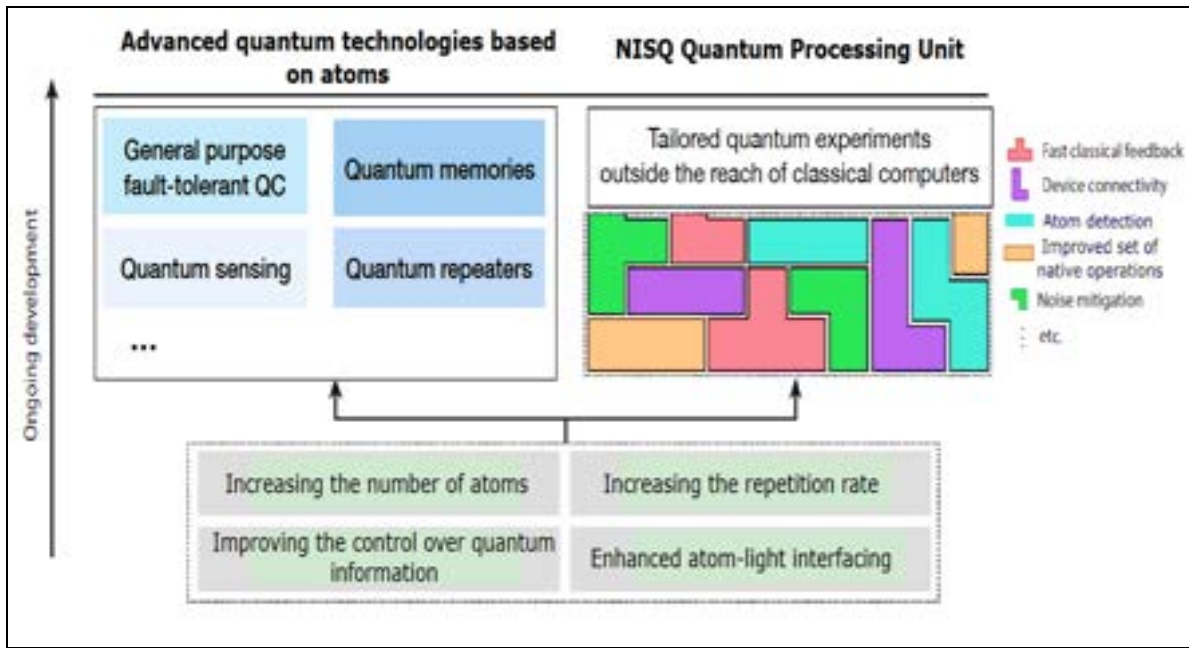 Advanced quantum technologies based
on atoms
NISQ Quantum Processing Unit
Ongoing development
General purpose
fault-tolerant QC
Quantum memories
Quantum sensing
Quantum repeaters
...
Tailored quantum experiments
outside the reach of classical computers
Fast classical feedback
Device connectivity
Atom detection
Improved set of
native operations
Noise mitigation
etc.
Increasing the number of atoms
Increasing the repetition rate
Improving the control over quantum
information
Enhanced atom-light interfacing